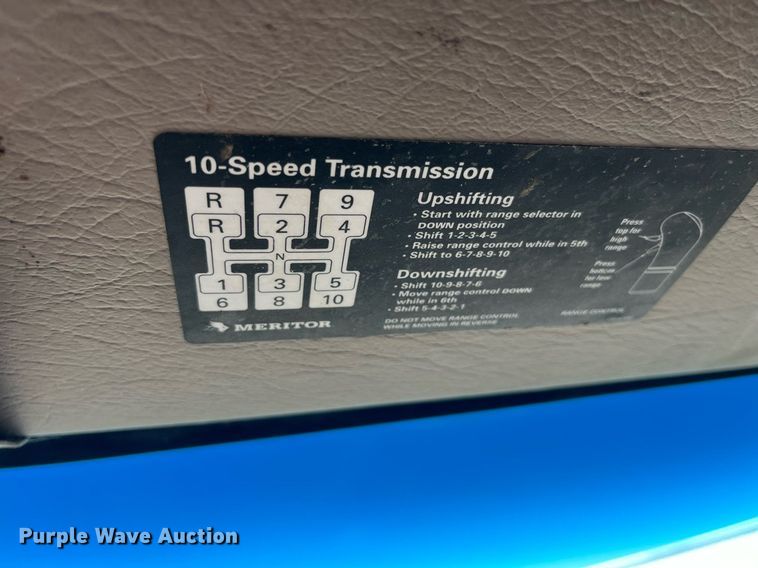 10-Speed Transmission
R 7 9
R 2 4
N
1 3 5
6 8 10
MERITOR
Upshifting
• Start with range selector in
DOWN position
• Shift 1-2-3-4-5
• Raise range control while in 5th
• Shift to 6-7-8-9-10
Downshifting
• Shift 10-9-8-7-6
• Move range control DOWN
while in 6th
• Shift 5-4-3-2-1
DO NOT MOVE RANGE CONTROL
WHILE MOVING IN REVERSE
Press
top for
high
range
Press
bottom
for low
range
RANGE CONTROL
Purple Wave Auction